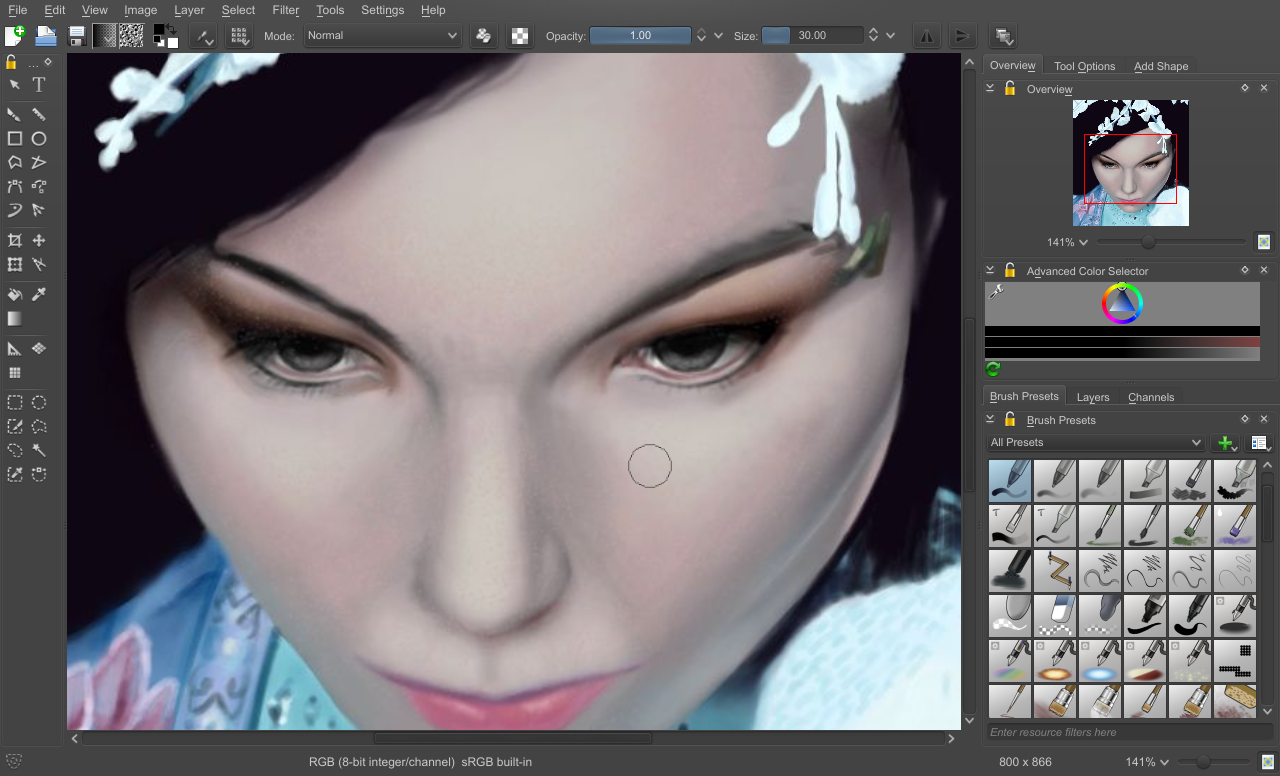 File Edit View Image Layer Select Filter Tools Settings Help
Mode: Normal Opacity: 1.00 Size: 30.00
... T
Overview Tool Options Add Shape
Overview
141%
Advanced Color Selector
Brush Presets Layers Channels
Brush Presets
All Presets
T T
Enter resource filters here
RGB (8-bit integer/channel) sRGB built-in 800 x 866 141%